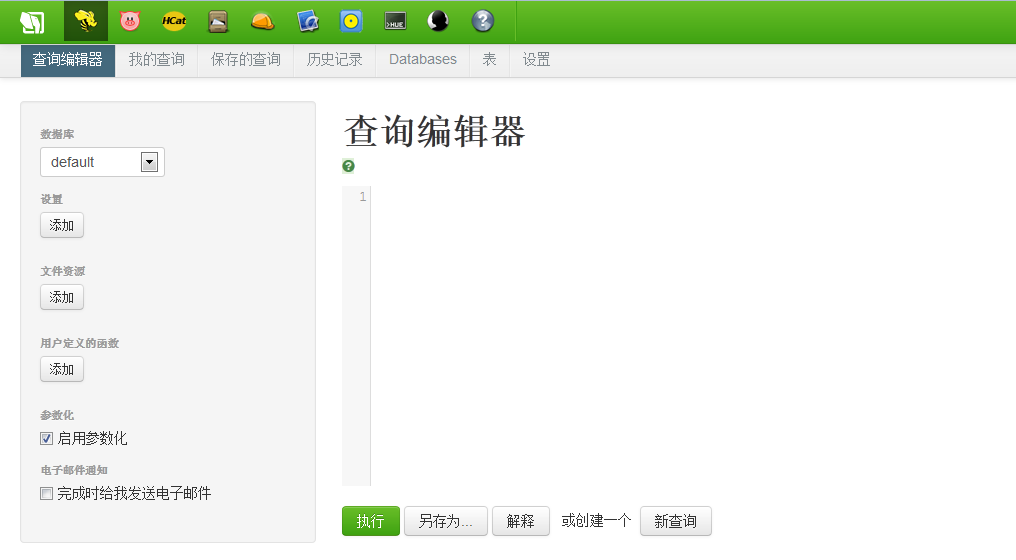 HCat
>HUE
查询编辑器 我的查询 保存的查询 历史记录 Databases 表 设置
数据库
default
设置
添加
文件资源
添加
用户定义的函数
添加
参数化
启用参数化
电子邮件通知
完成时给我发送电子邮件
查询编辑器
1
执行 另存为... 解释 或创建一个 新查询